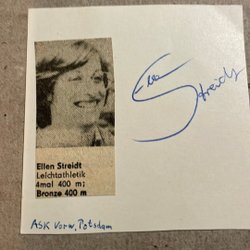 Ellen Streidt
Leichtathletik
4mal 400 m;
Bronze 400 m
Ellen
Streidt
ASK Vorw. Potsdam